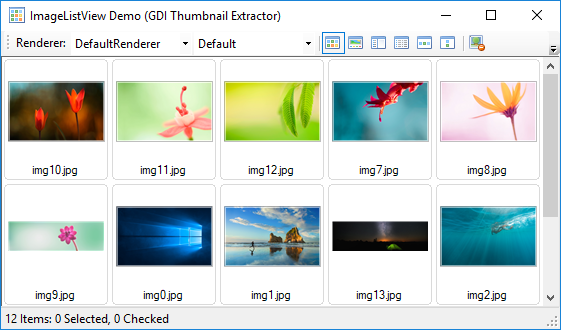 ImageListView Demo (GDI Thumbnail Extractor)
Renderer: DefaultRenderer Default
img10.jpg img11.jpg img12.jpg img7.jpg img8.jpg
img9.jpg img0.jpg img1.jpg img13.jpg img2.jpg
12 Items: 0 Selected, 0 Checked